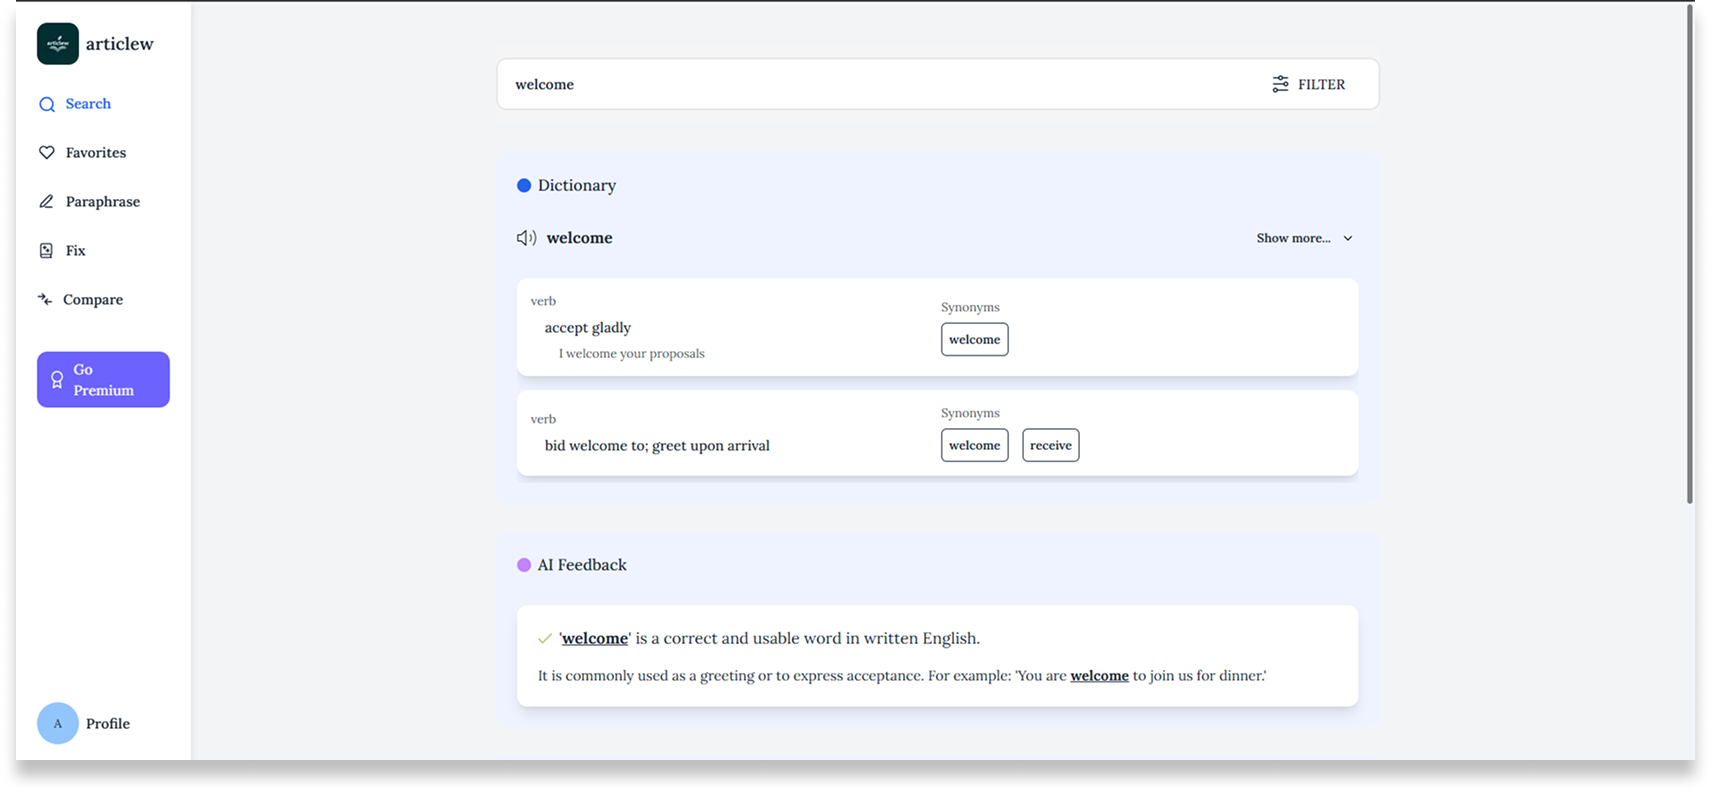 articlew
articlew
Search
Favorites
Paraphrase
Fix
Compare
Go
Premium
A Profile
welcome FILTER
Dictionary
welcome Show more...
verb
accept gladly
I welcome your proposals
Synonyms
welcome
verb
bid welcome to; greet upon arrival
Synonyms
welcome receive
AI Feedback
'welcome' is a correct and usable word in written English.
It is commonly used as a greeting or to express acceptance. For example: 'You are welcome to join us for dinner.'